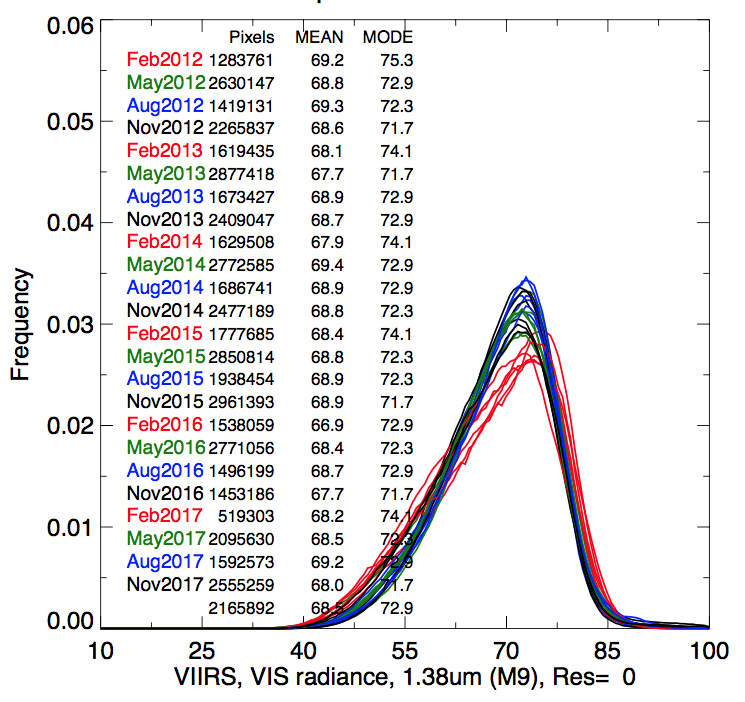 0.06
Pixels MEAN MODE
Feb2012 1283761 69.2 75.3
May2012 2630147 68.8 72.9
Aug2012 1419131 69.3 72.3
0.05
Nov2012 2265837 68.6 71.7
Feb2013 1619435 68.1 74.1
May2013 2877418 67.7 71.7
Aug2013 1673427 68.9 72.9
0.04
Nov2013 2409047 68.7 72.9
Feb2014 1629508 67.9 74.1
May2014 2772585 69.4 72.9
Aug2014 1686741 68.9 72.9
Nov2014 2477189 68.8 72.3
0.03
Feb2015 1777615 68.4 74.1
May2015 2850814 68.8 72.3
Aug2015 1938454 68.9 72.3
Nov2015 2961393 68.9 71.7
0.02
Feb2016 1538059 66.9 72.9
May2016 2771056 68.4 72.3
Aug2016 1496199 68.7 72.9
Nov2016 1453186 67.7 71.7
Feb2017 519303 68.2 74.1
0.01
May2017 2095630 68.5 72.3
Aug2017 1592573 69.2 72.9
Nov2017 2555259 68.0 71.7
2165892 68.5 72.9
0.00
Frequency
10 25 40 55 70 85 100
VIIRS, VIS radiance, 1.38um (M9), Res= 0